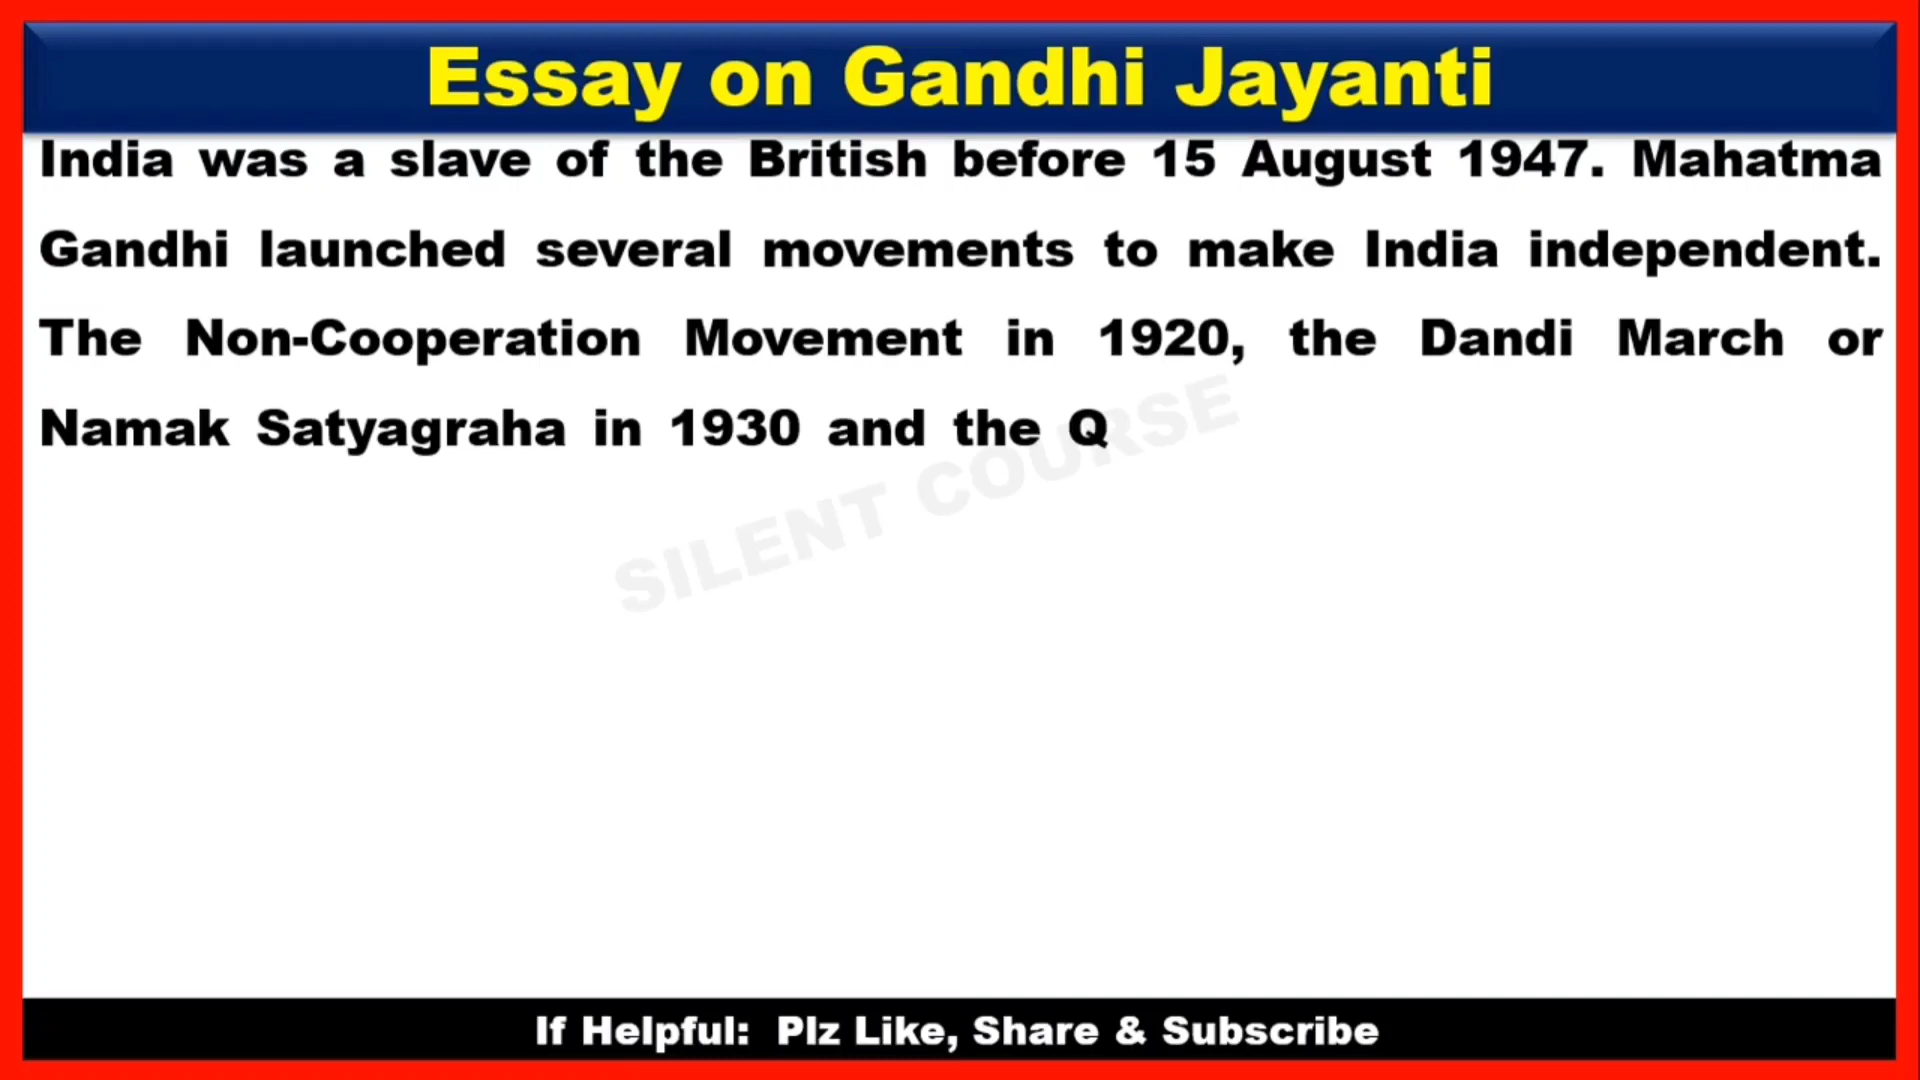 Essay on Gandhi Jayanti
India was a slave of the British before 15 August 1947. Mahatma
Gandhi launched several movements to make India independent.
The Non-Cooperation Movement in 1920, the Dandi March or
Namak Satyagraha in 1930 and the Q
SILENT COURSE
If Helpful: Plz Like, Share & Subscribe